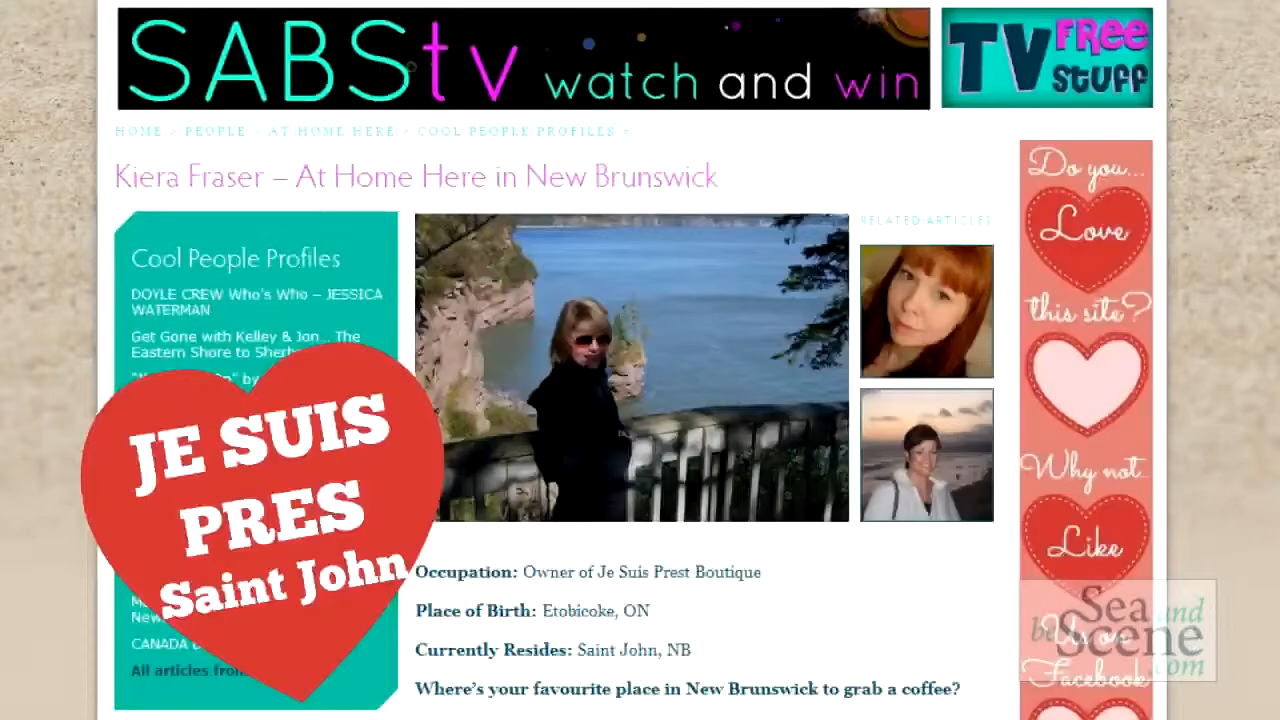 SABStv watch and win
TV FREE STUFF
HOME > PEOPLE > AT HOME HERE > COOL PEOPLE PROFILES >
Kiera Fraser – At Home Here in New Brunswick
Cool People Profiles
DOYLE CREW Who's Who – JESSICA
WATERMAN
Get Gone with Kelley & Jon... The
Eastern Shore to
by
JE SUIS
PRES
Saint John
CANADA
All articles
RELATED ARTICLES
Occupation: Owner of Je Suis Prest Boutique
Place of Birth: Etobicoke, ON
Currently Resides: Saint John, NB
Where's your favourite place in New Brunswick to grab a coffee?
Do you...
Love
this site?
Why not...
Like
Us on
Facebook
Sea and
be Scene
.com